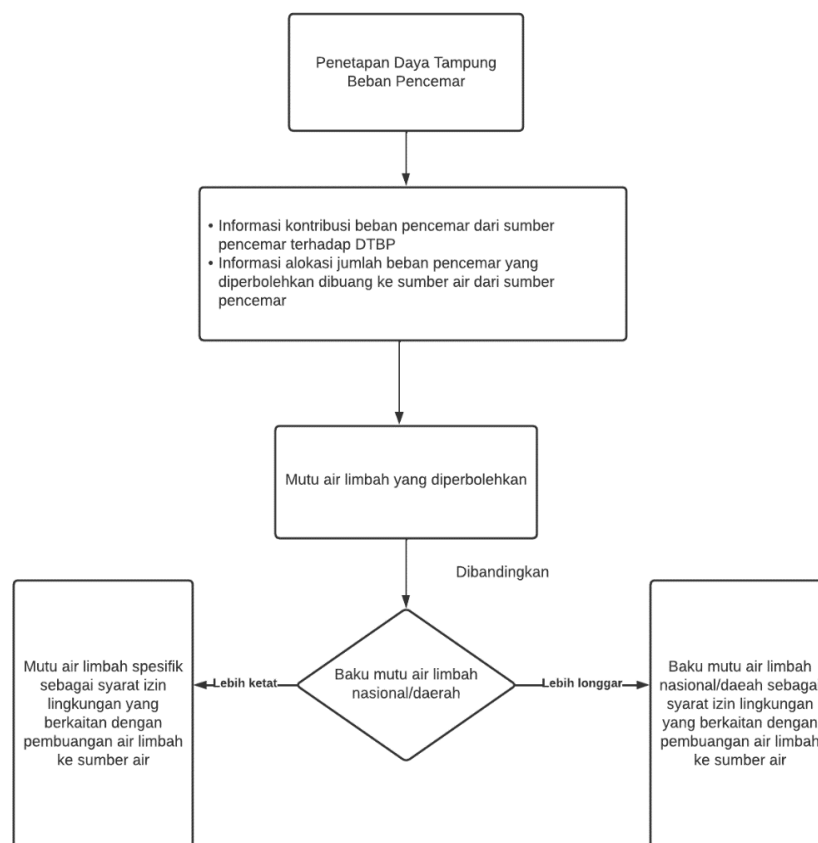 Penetapan Daya Tampung
Beban Pencemar
• Informasi kontribusi beban pencemar dari sumber
pencemar terhadap DTBP
• Informasi alokasi jumlah beban pencemar yang
diperbolehkan dibuang ke sumber air dari sumber
pencemar
Mutu air limbah yang diperbolehkan
Dibandingkan
Baku mutu air limbah
nasional/daerah
Lebih ketat
Lebih longgar
Mutu air limbah spesifik
sebagai syarat izin
lingkungan yang
berkaitan dengan
pembuangan air limbah
ke sumber air
Baku mutu air limbah
nasional/daeah sebagai
syarat izin lingkungan
yang berkaitan dengan
pembuangan air limbah
ke sumber air